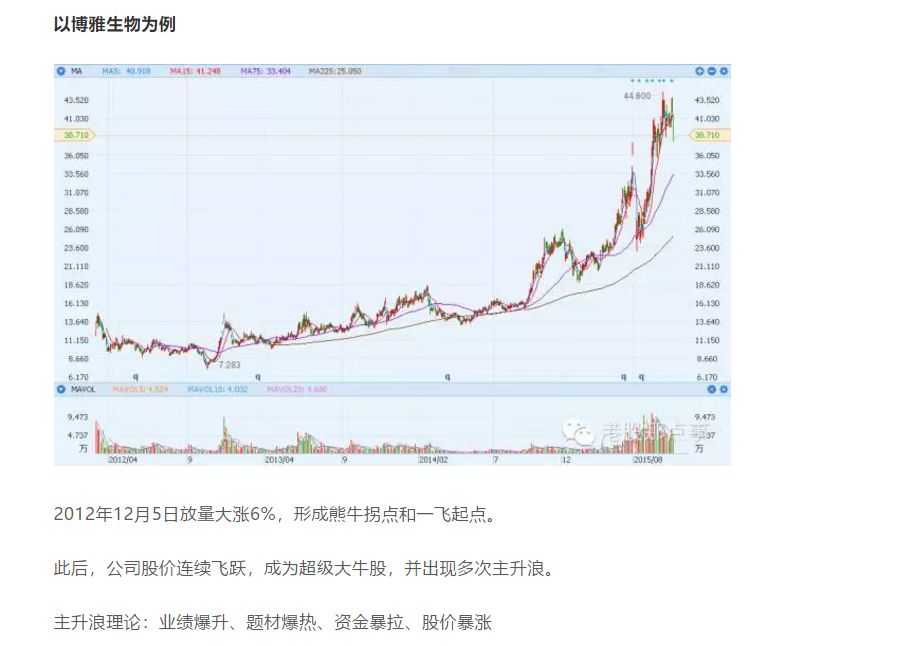 以博雅生物为例
MA MA5: 40.918 MA15: 41.248 MA75: 33.404 MA225:25.050
44.600
43.520 43.520
41.030 41.030
38.710 38.710
36.050 36.050
33.560 33.560
31.070 31.070
28.580 28.580
26.090 26.090
23.600 23.600
21.110 21.110
18.620 18.620
16.130 16.130
13.640 13.640
11.150 11.150
8.660 7.283 8.660
6.170 q q q q q 6.170
MAVOL MAVOL5: 4.524 MAVOL10: 4.032 MAVOL20: 4.686
9.473 9.473
4.737 港股那点事
万 万
2012/04 9 2013/04 9 2014/02 7 12 2015/08
2012年12月5日放量大涨6%，形成熊牛拐点和一飞起点。
此后，公司股价连续飞跃，成为超级大牛股，并出现多次主升浪。
主升浪理论：业绩爆升、题材爆热、资金暴拉、股价暴涨